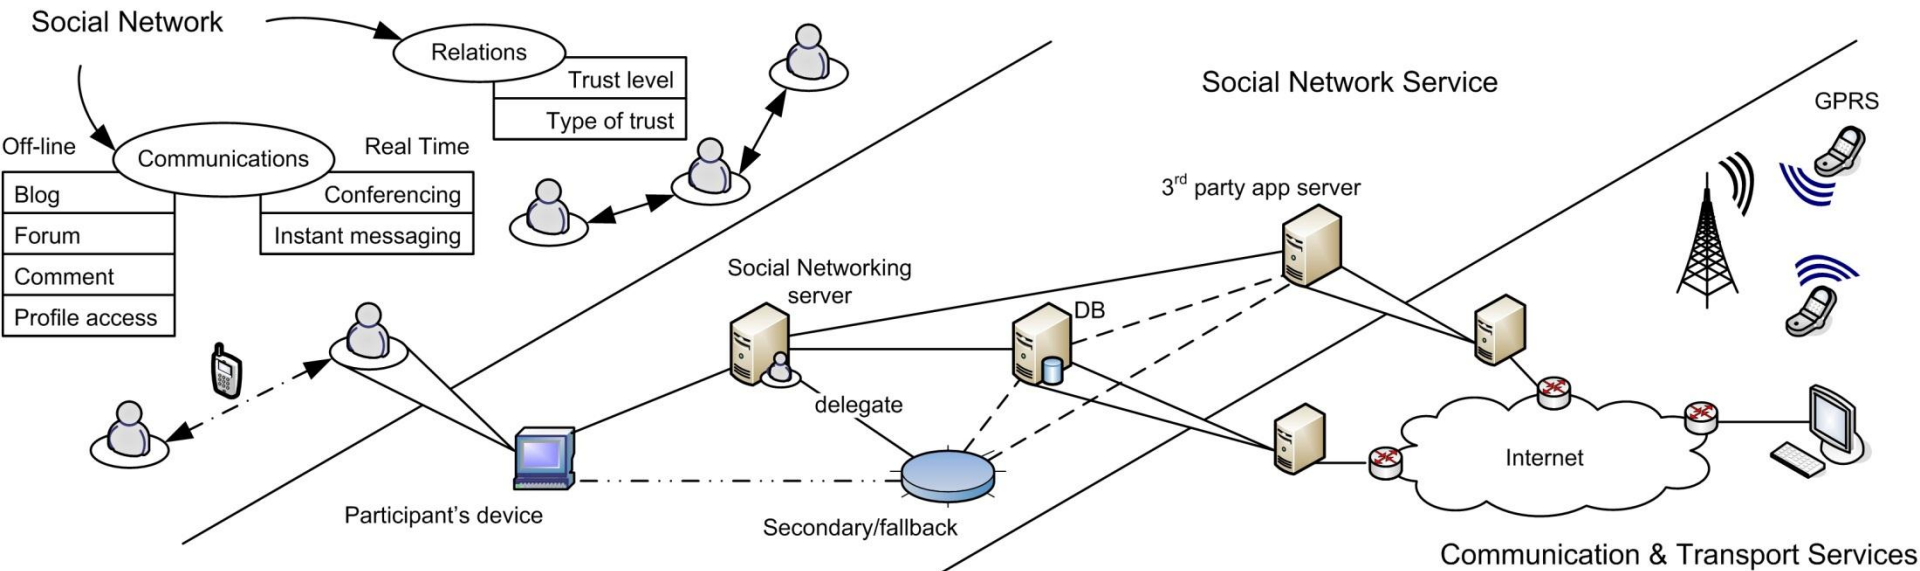 Social Network
Relations
Trust level
Type of trust
Off-line
Communications
Real Time
Blog
Forum
Comment
Profile access
Conferencing
Instant messaging
Participant's device
Social Network Service
Social Networking
server
delegate
DB
3rd party app server
Secondary/fallback
GPRS
Internet
Communication & Transport Services